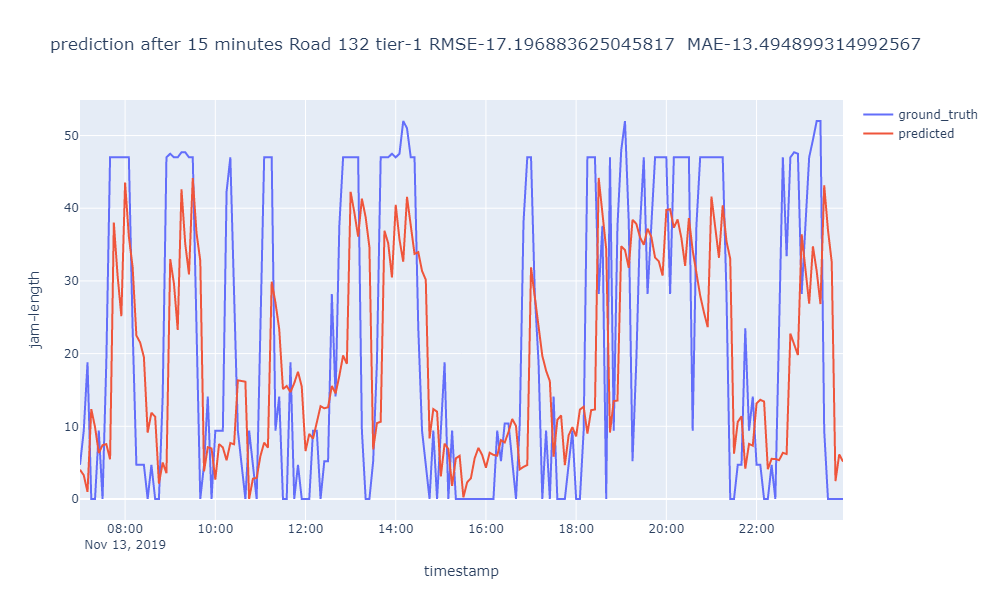 prediction after 15 minutes Road 132 tier-1 RMSE-17.196883625045817  MAE-13.494899314992567
ground_truth
predicted
50
40
30
20
10
0
jam-length
08:00 10:00 12:00 14:00 16:00 18:00 20:00 22:00
Nov 13, 2019
timestamp